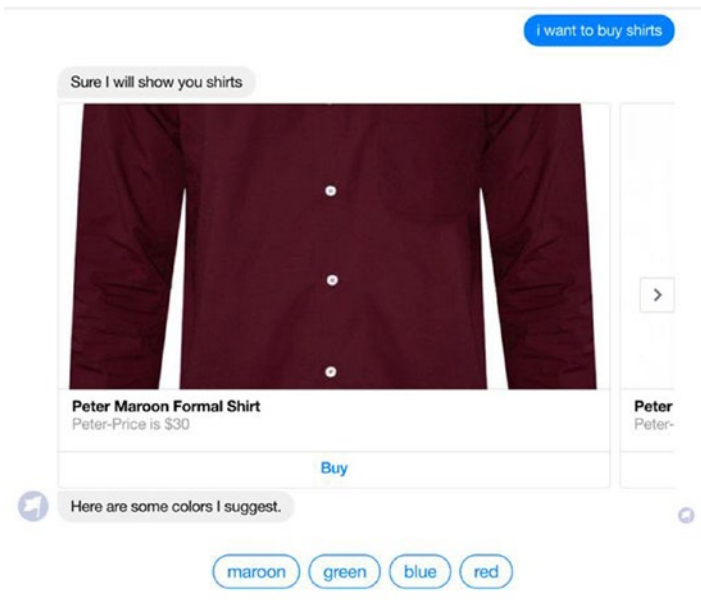 i want to buy shirts
Sure I will show you shirts
Peter Maroon Formal Shirt
Peter-Price is $30
Buy
Peter
Peter-
Here are some colors I suggest.
maroon
green
blue
red